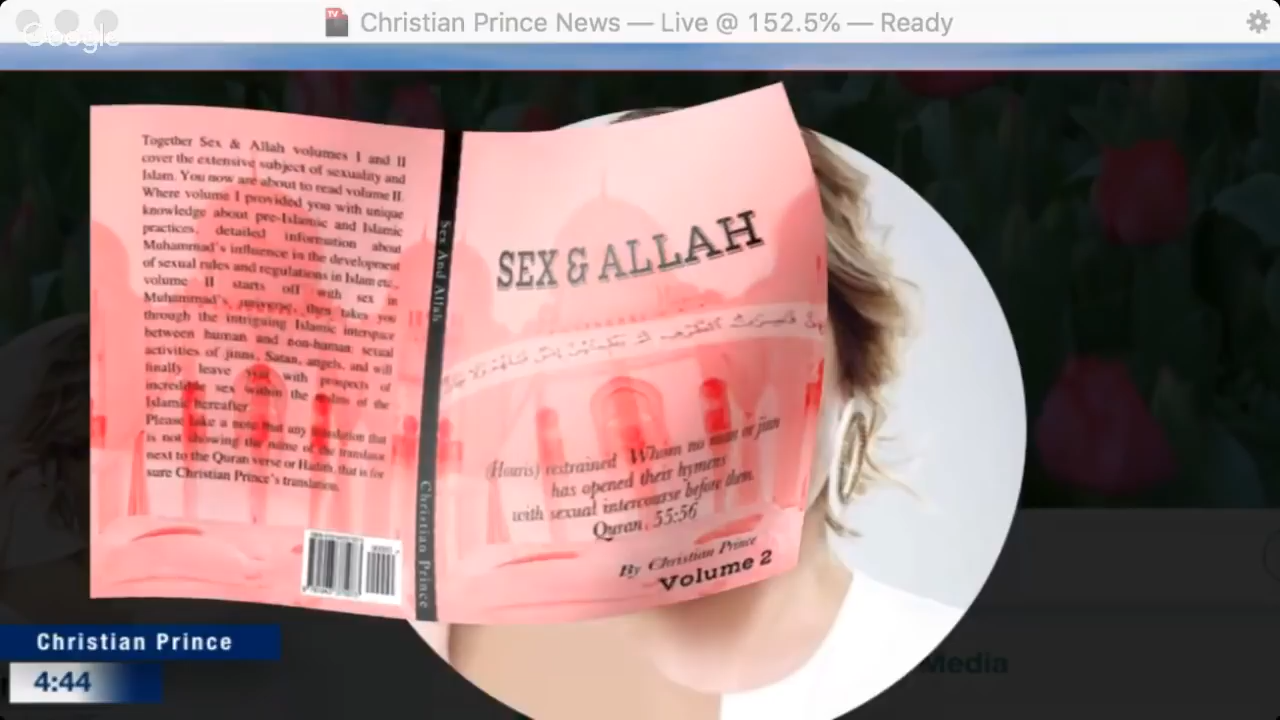 Christian Prince News — Live @ 152.5% — Ready
Google
TV
Together Sex & Allah volumes I and II
cover the extensive subject of sexuality and
Islam. You now are about to read volume II.
Where volume I provided you with unique
knowledge about pre-Islamic and Islamic
practices, detailed information about
Muhammad's influence in the development
of sexual rules and regulations in Islam etc.,
volume II starts off with sex in
Muhammad's universe, then takes you
through the intriguing Islamic interspace
between human and non-human sexual
activities of jinns, Satan, angels, and will
finally leave you with prospects of
incredible sex within the realms of the
Islamic hereafter.
Please take a note that any translation that
is not showing the name of the translator
next to the Quran verse or Hadith, that is for
sure Christian Prince's translation.
Sex And Allah
Christian Prince
SEX & ALLAH
(Houris) restrained Whom no man or jinn
has opened their hymens
with sexual intercourse before them.
Quran, 55:56
By Christian Prince
Volume 2
Christian Prince
4:44
Media